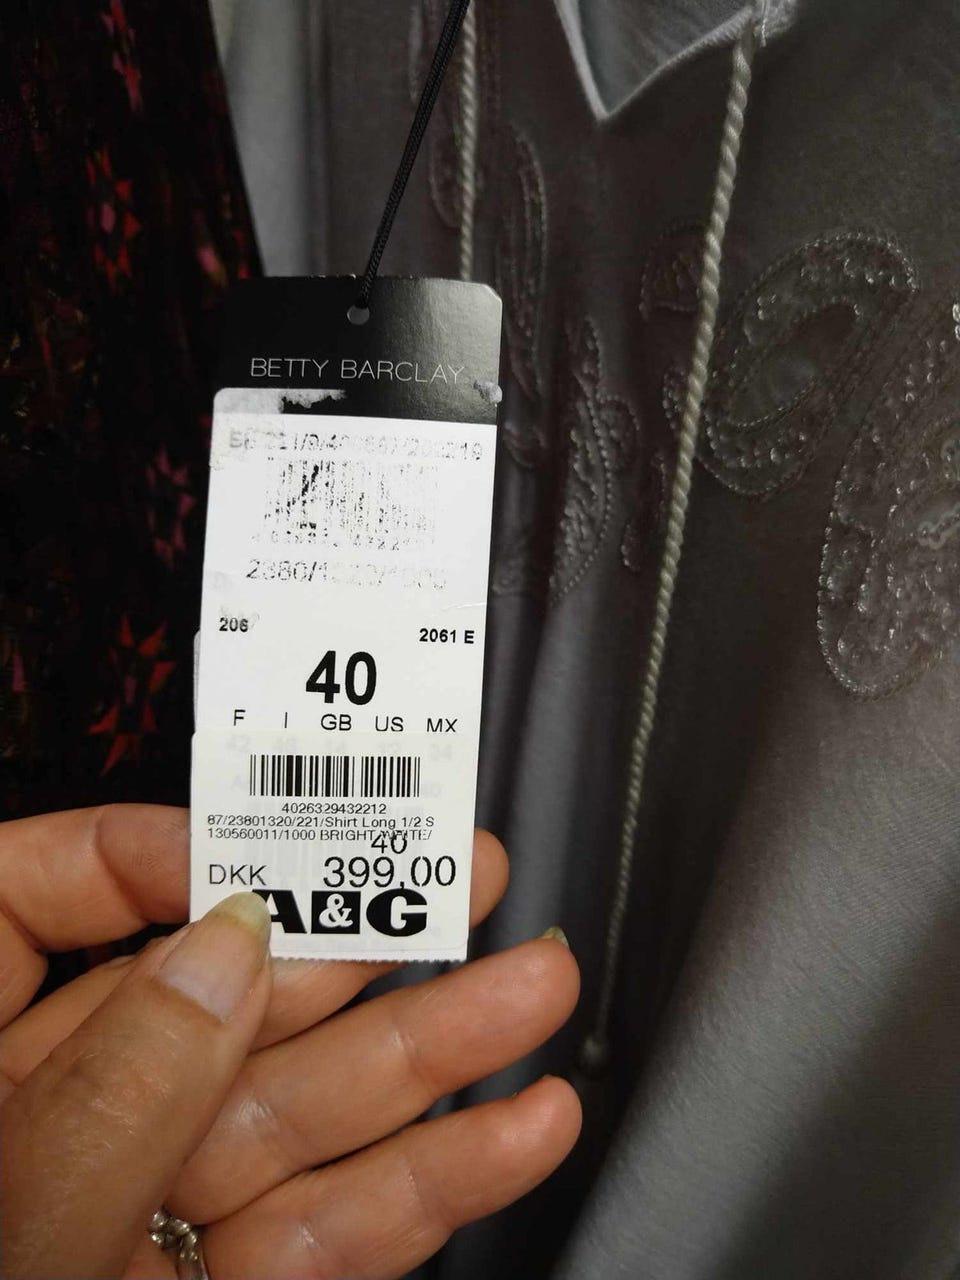 BETTY BARCLAY
206
2061 E
40
F I GB US MX
4026329432212
87/23801320/221/Shirt Long 1/2 S
130560011/1000 BRIGHT WHITE/
40
DKK 399,00
A&G